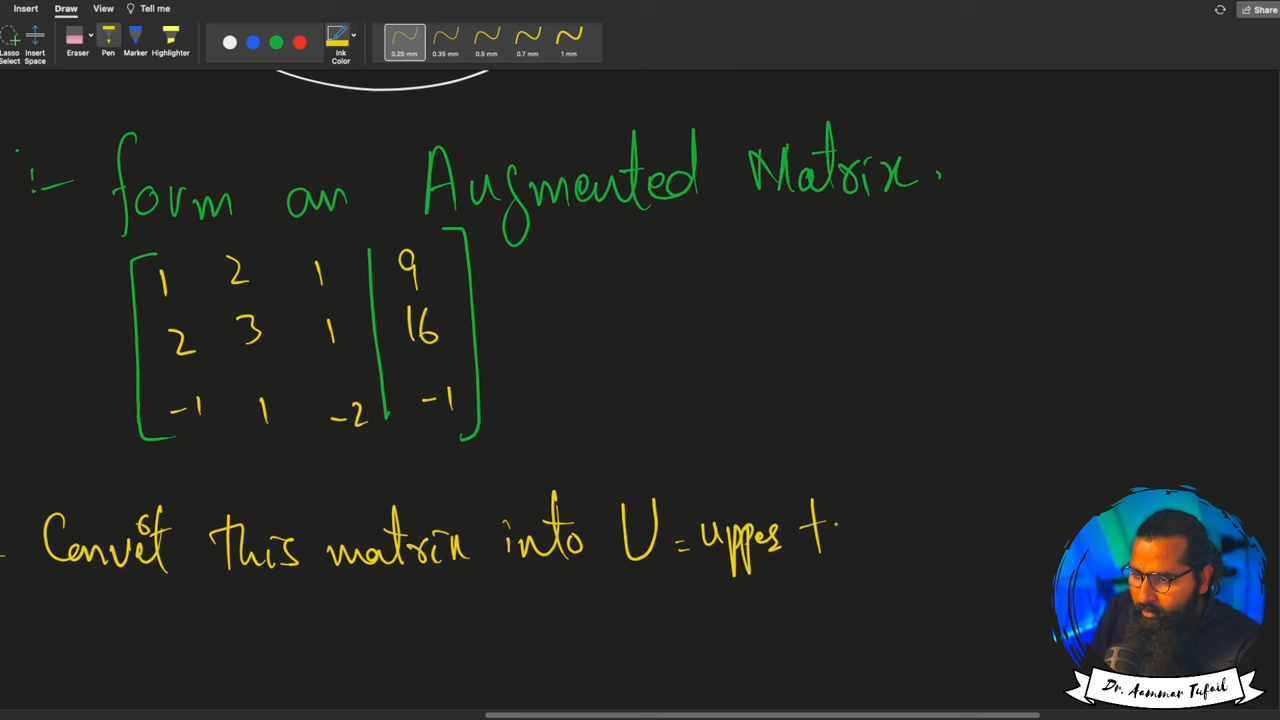 Insert Draw View Tell me
Share
Lasso Select
Insert Space
Eraser
Pen
Marker
Highlighter
Ink Color
0.25 mm
0.35 mm
0.5 mm
0.7 mm
1 mm
:- form an Augmented Matrix.
1 2 1 9
2 3 1 16
-1 1 -2 -1
- Convert this matrix into U = upper t
Dr. Aammar Tufail